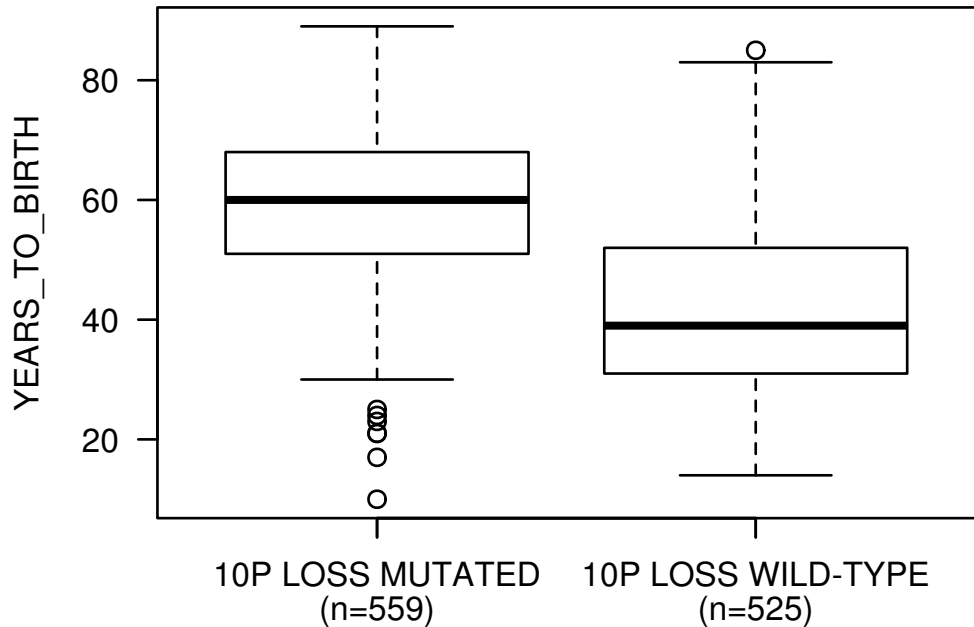 YEARS_TO_BIRTH
80
60
40
20
10P LOSS MUTATED
(n=559)
10P LOSS WILD-TYPE
(n=525)